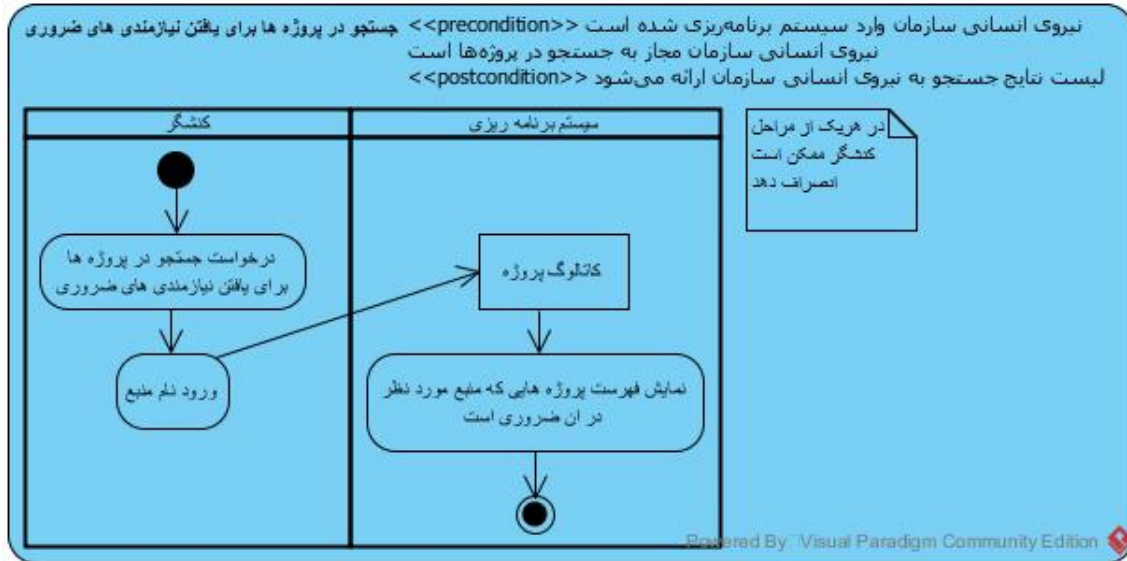 جستجو در پروژه ها برای یافتن نیازمندی های ضروری
<<precondition>> نیروی انسانی سازمان وارد سیستم برنامه‌ریزی شده است
نیروی انسانی سازمان مجاز به جستجو در پروژه‌ها است
<<postcondition>> لیست نتایج جستجو به نیروی انسانی سازمان ارائه می‌شود
کنشگر
سیستم برنامه ریزی
در هریک از مراحل
کنشگر ممکن است
انصراف دهد
درخواست جستجو در پروژه ها
برای یافتن نیازمندی های ضروری
کاتالوگ پروژه
ورود نام منبع
نمایش فهرست پروژه هایی که منبع مورد نظر
در ان ضروری است
Powered By Visual Paradigm Community Edition